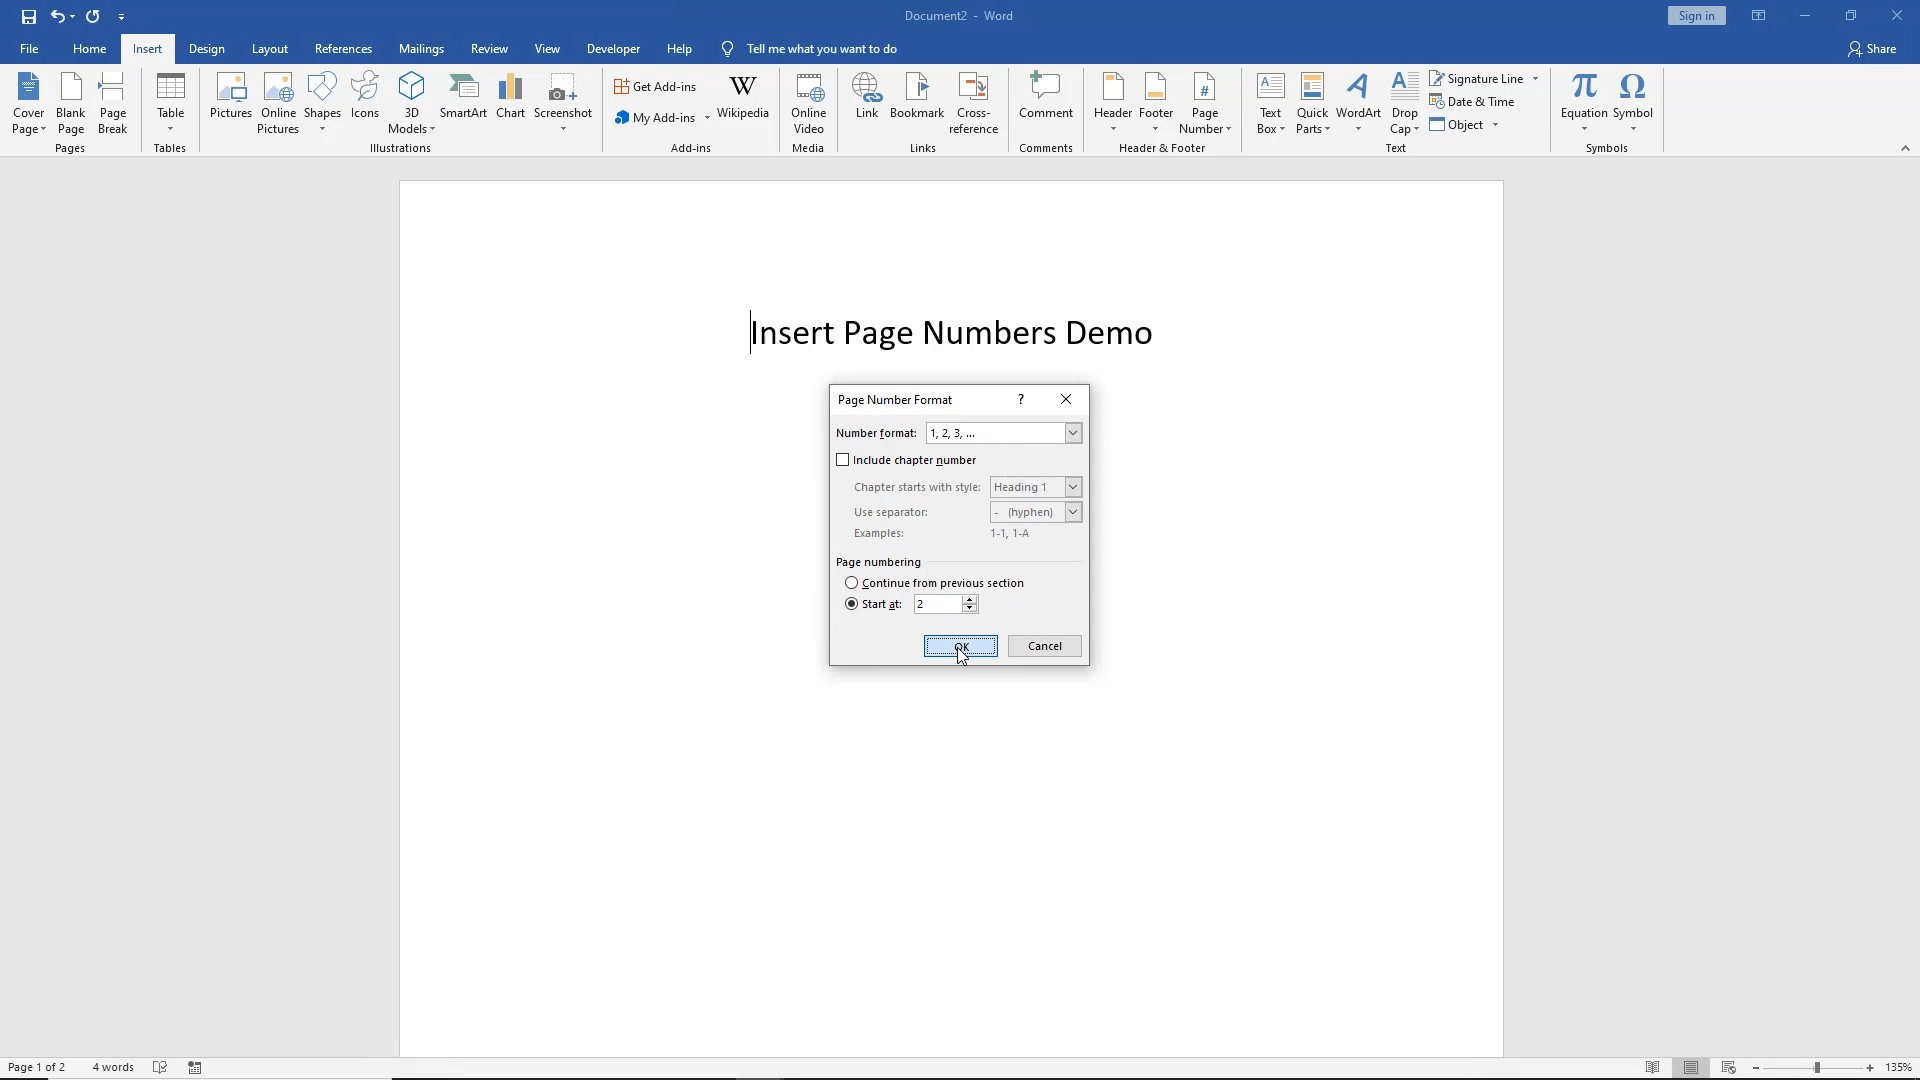 Document2 - Word
Sign in
File Home Insert Design Layout References Mailings Review View Developer Help Tell me what you want to do Share
Cover Page
Blank Page
Page Break
Pages
Table
Tables
Pictures
Online Pictures
Shapes
Icons
3D Models
SmartArt
Chart
Screenshot
Illustrations
Get Add-ins
My Add-ins
W
Wikipedia
Add-ins
Online Video
Media
Link
Bookmark
Cross-reference
Links
Comment
Comments
Header
Footer
#
Page Number
Header & Footer
A
Text Box
Quick Parts
A
WordArt
A
Drop Cap
Signature Line
Date & Time
Object
Text
π
Equation
Ω
Symbol
Symbols
Insert Page Numbers Demo
Page Number Format ?
Number format: 1, 2, 3, ...
Include chapter number
Chapter starts with style: Heading 1
Use separator: - (hyphen)
Examples: 1-1, 1-A
Page numbering
Continue from previous section
Start at: 2
OK Cancel
Page 1 of 2 4 words 135%